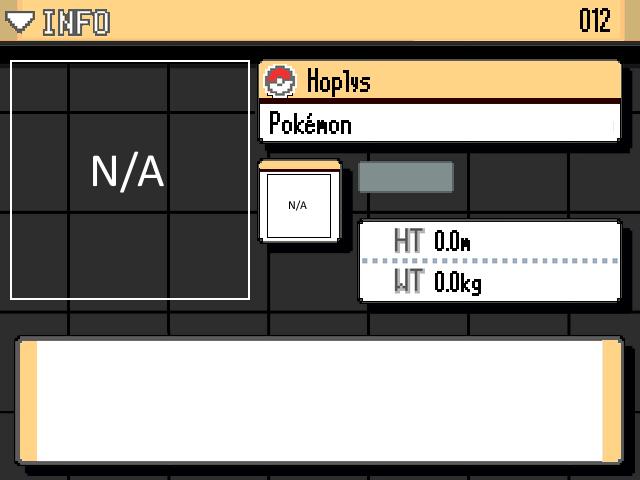 INFO 012
N/A
Hoplys
Pokémon
N/A
HT 0.0m
WT 0.0kg